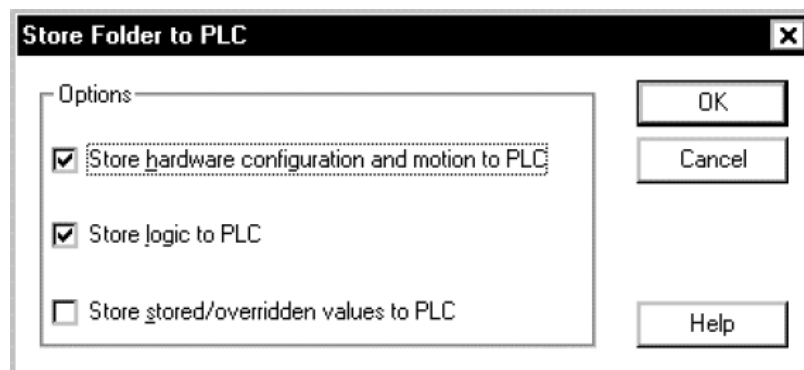 Store Folder to PLC
Options
OK
Store hardware configuration and motion to PLC
Cancel
Store logic to PLC
Store stored/overridden values to PLC
Help